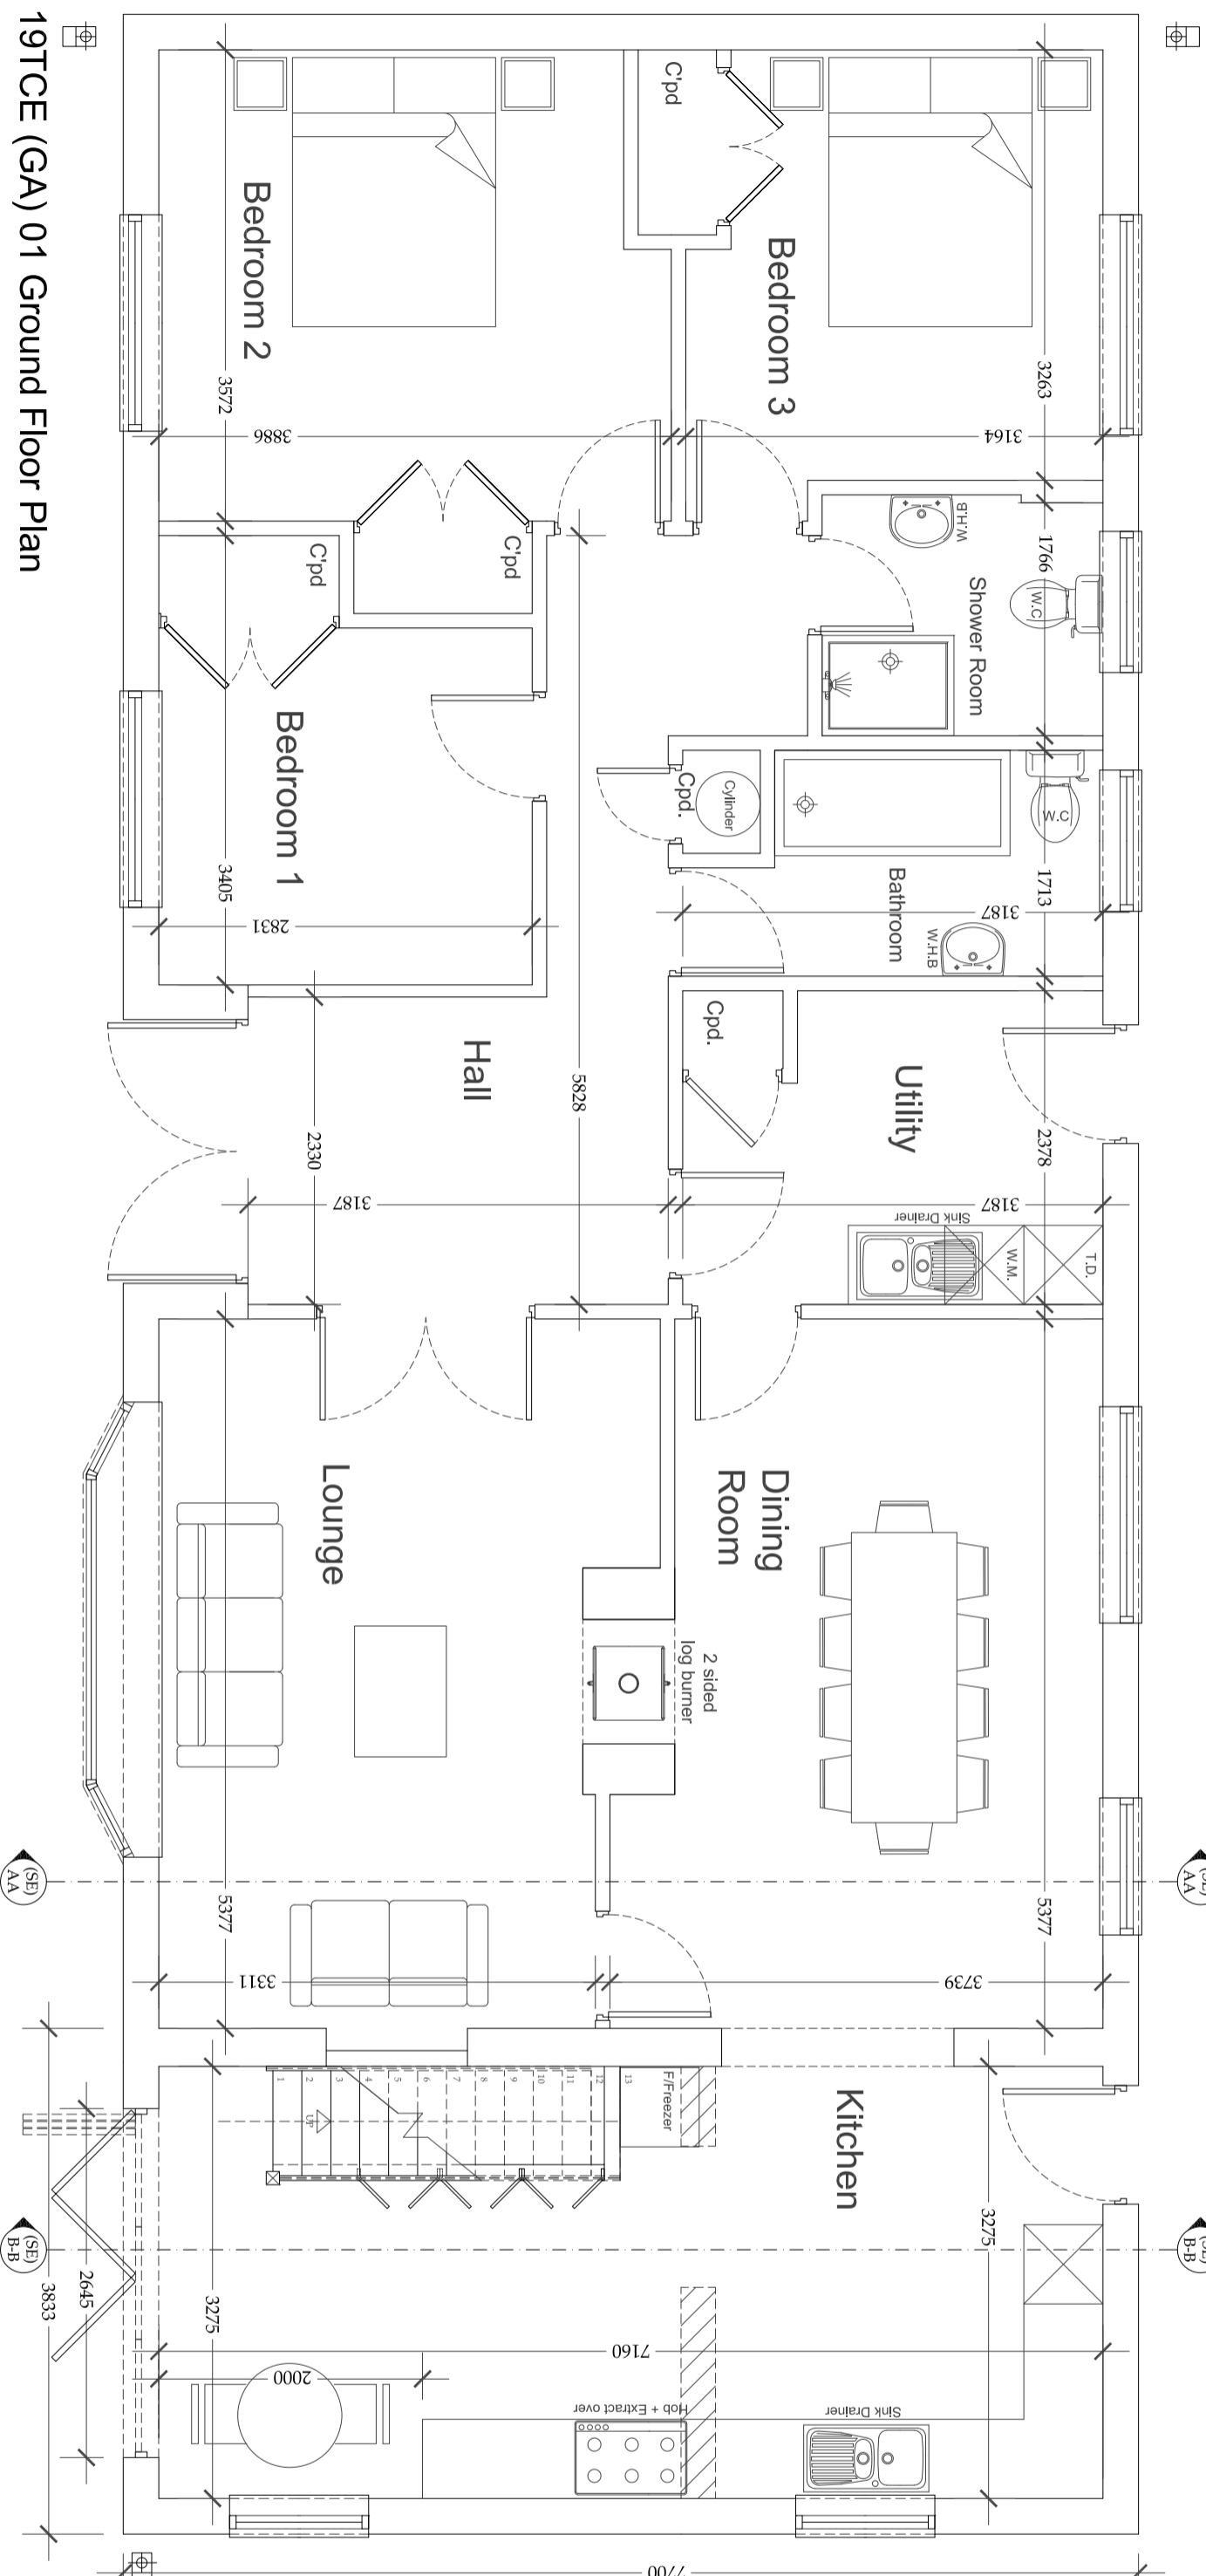 19TCE (GA) 01 Ground Floor Plan
C'pd
Bedroom 3
3263
Bedroom 2
3572
3886
3164
C'pd
C'pd
W.H.B
1766
W.C
Shower Room
Bedroom 1
3405
2831
Cpd.
Cylinder
W.C
1713
Bathroom
3187
W.H.B
Cpd.
Hall
5828
Utility
2330
2378
3187
3187
Sink Drainer
W.M.
T.D.
Lounge
Dining
Room
2 sided
log burner
(SE)
AA
(SE)
AA
5377
5377
3311
3739
1
2
3
4
5
6
7
8
9
10
11
12
13
UP
F/Freezer
Kitchen
3275
(SE)
B-B
(SE)
B-B
3833
2645
3275
7160
2000
Hob + Extract over
Sink Drainer
7700